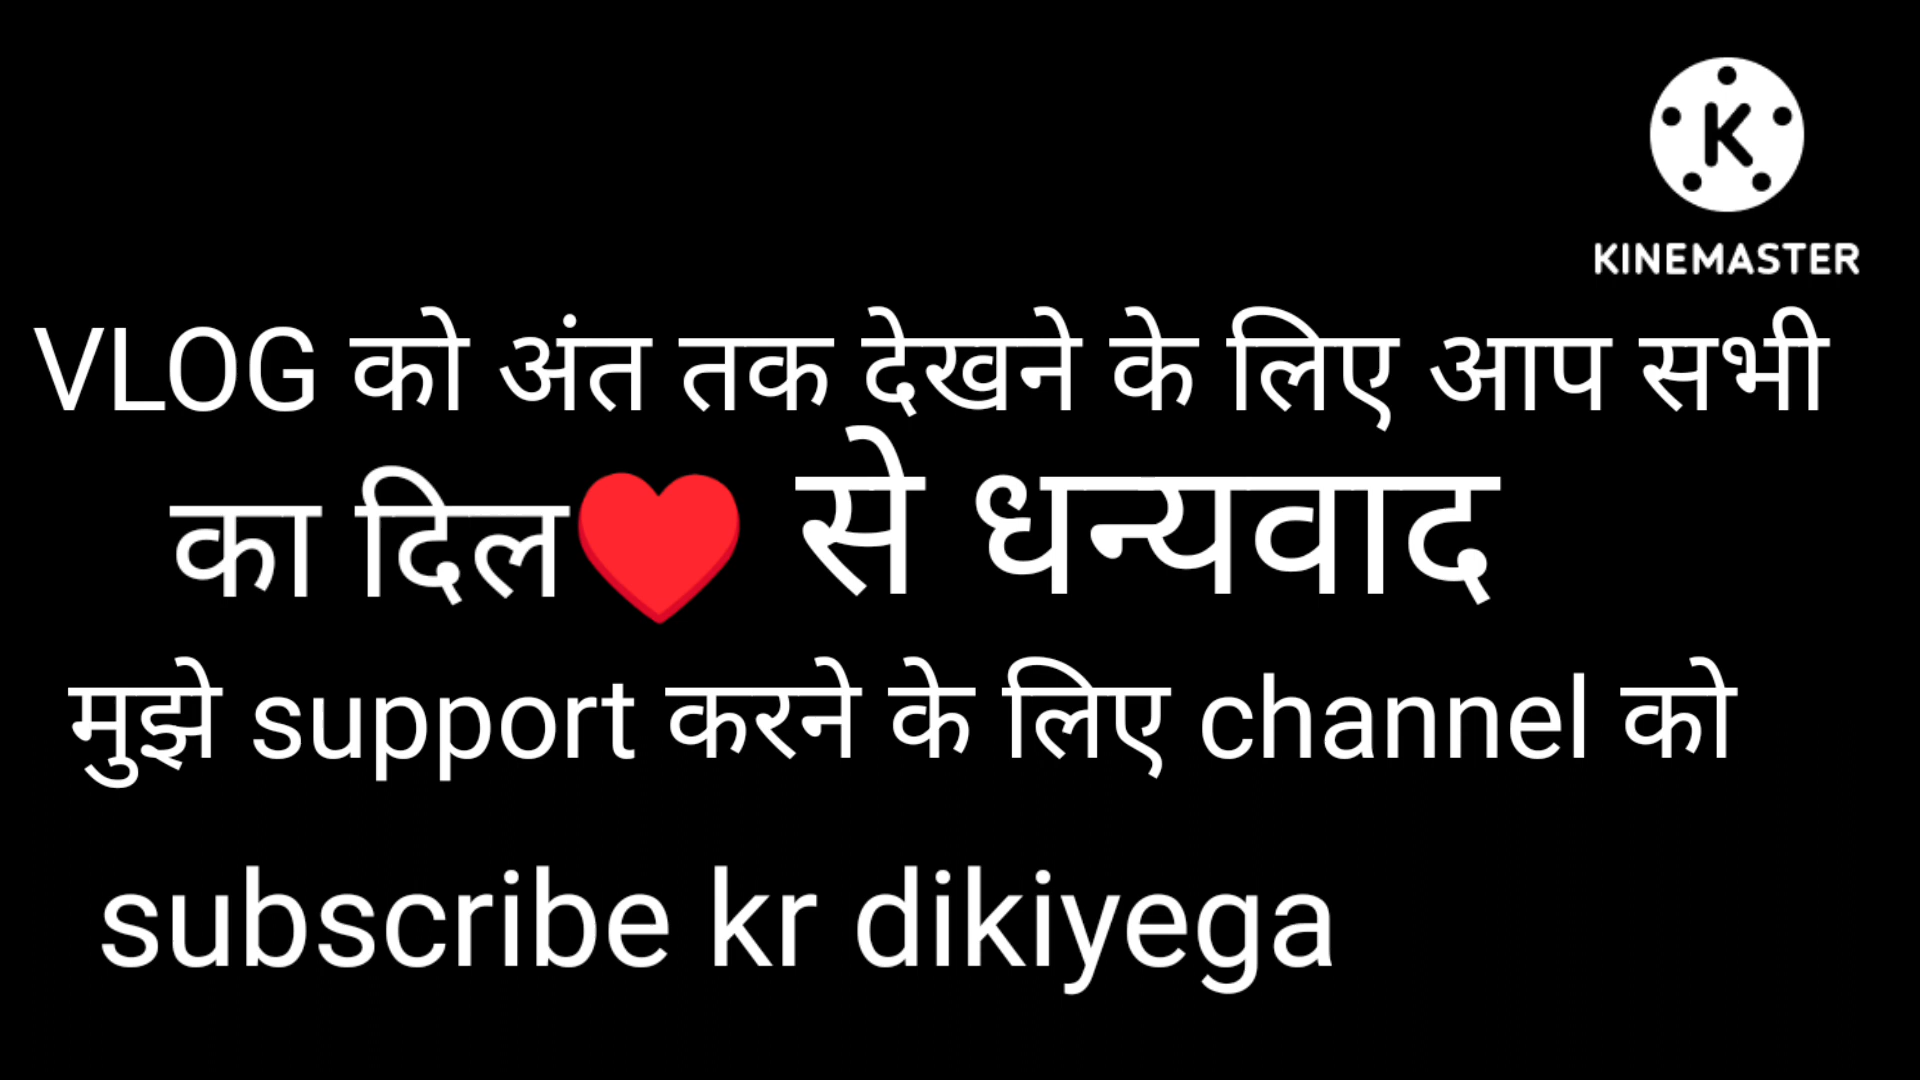 KINEMASTER
VLOG को अंत तक देखने के लिए आप सभी
का दिल❤️ से धन्यवाद
मुझे support करने के लिए channel को
subscribe kr dikiyega